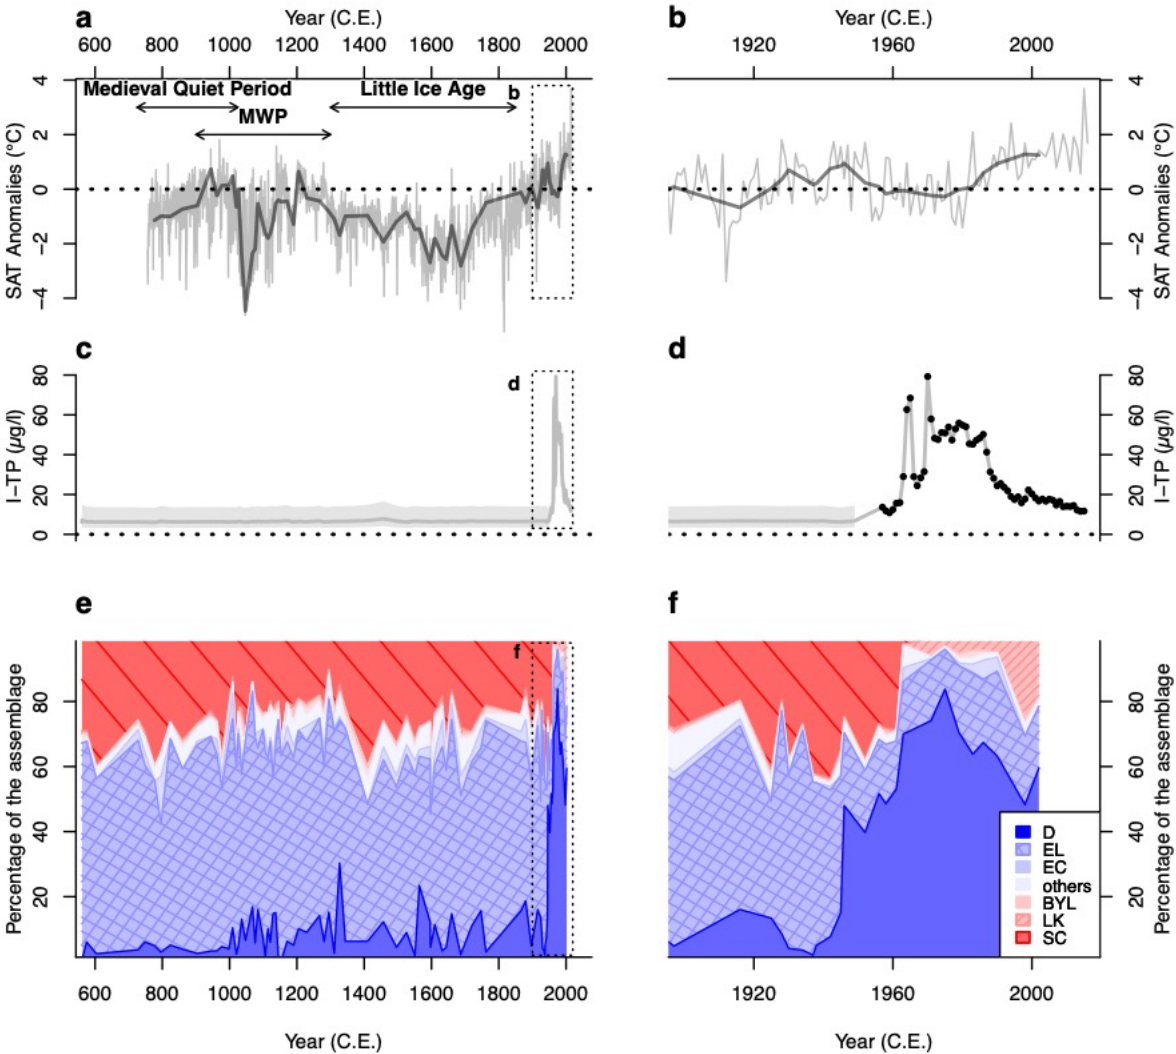 a
Year (C.E.)
600 800 1000 1200 1400 1600 1800 2000
SAT Anomalies (°C)
4
2
0
−2
−4
Medieval Quiet Period
Little Ice Age
b
MWP
b
Year (C.E.)
1920 1960 2000
4
2
0
−2
−4
SAT Anomalies (°C)
c
I−TP (µg/l)
80
60
40
20
0
d
d
80
60
40
20
0
I−TP (µg/l)
e
Percentage of the assemblage
80
60
40
20
f
600 800 1000 1200 1400 1600 1800 2000
Year (C.E.)
f
D
EL
EC
others
BYL
LK
SC
80
60
40
20
Percentage of the assemblage
1920 1960 2000
Year (C.E.)